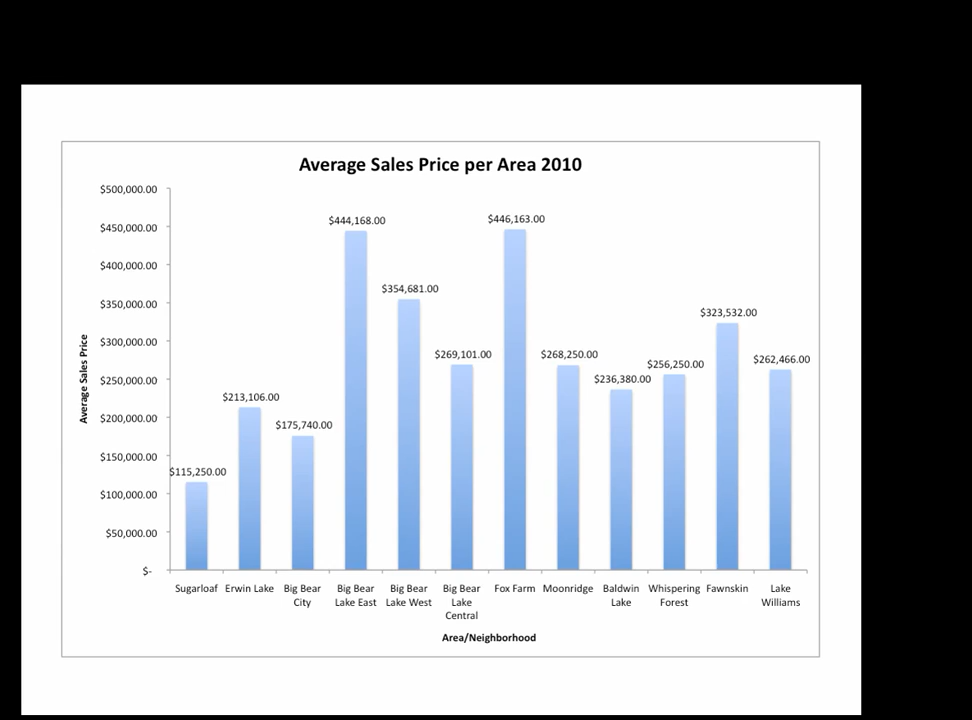 Average Sales Price per Area 2010
$500,000.00
$450,000.00
$400,000.00
$350,000.00
$300,000.00
$250,000.00
$200,000.00
$150,000.00
$100,000.00
$50,000.00
$-
Average Sales Price
$115,250.00
$213,106.00
$175,740.00
$444,168.00
$354,681.00
$269,101.00
$446,163.00
$268,250.00
$236,380.00
$256,250.00
$323,532.00
$262,466.00
Sugarloaf
Erwin Lake
Big Bear
City
Big Bear
Lake East
Big Bear
Lake West
Big Bear
Lake
Central
Fox Farm
Moonridge
Baldwin
Lake
Whispering
Forest
Fawnskin
Lake
Williams
Area/Neighborhood